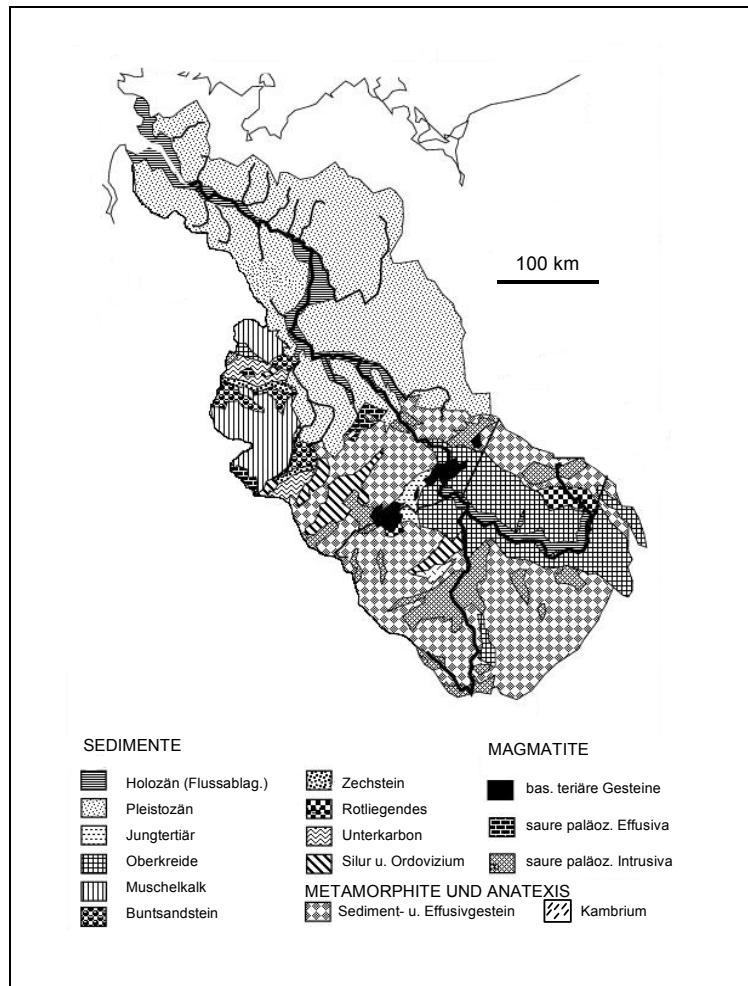 100 km
SEDIMENTE
Holozän (Flussablag.)
Pleistozän
Jungtertiär
Oberkreide
Muschelkalk
Buntsandstein
Zechstein
Rotliegendes
Unterkarbon
Silur u. Ordovizium
MAGMATITE
bas. teriäre Gesteine
saure paläoz. Effusiva
saure paläoz. Intrusiva
METAMORPHITE UND ANATEXIS
Sediment- u. Effusivgestein
Kambrium